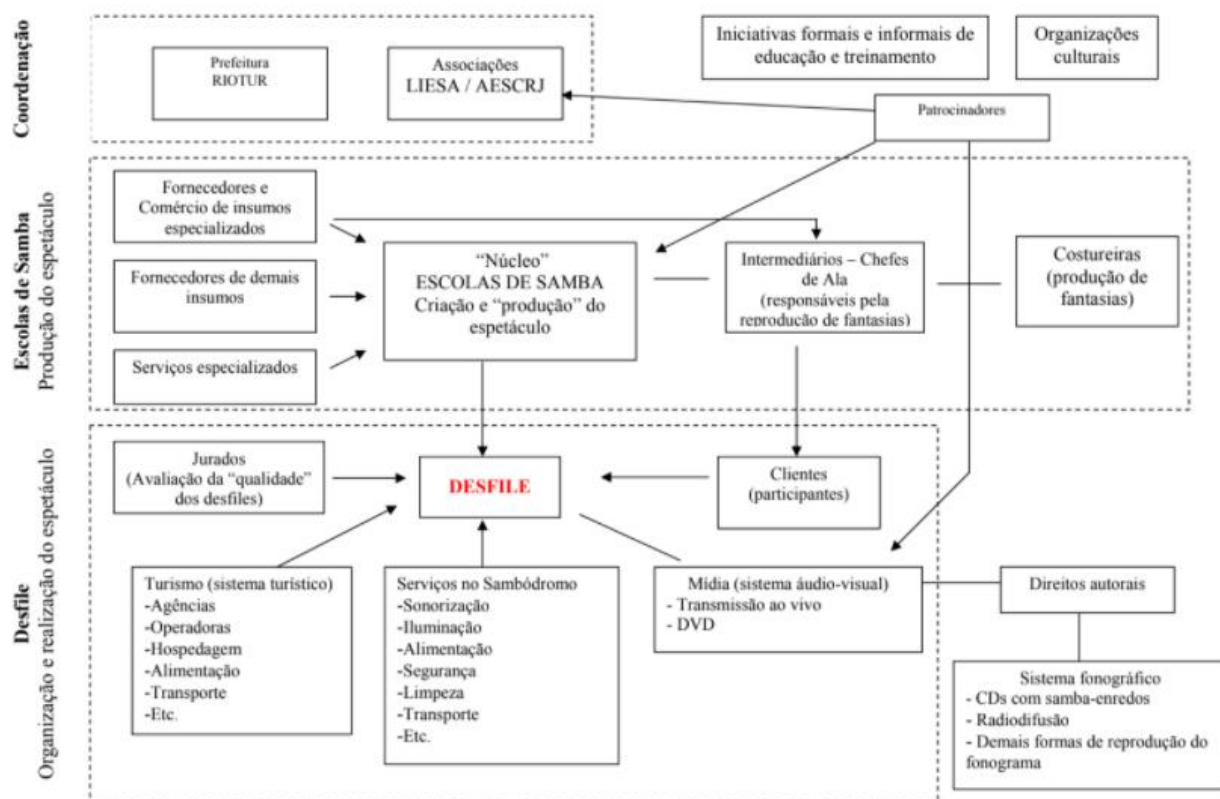 Coordenação
Prefeitura
RIOTUR
Associações
LIESA / AESCRJ
Iniciativas formais e informais de
educação e treinamento
Organizações
culturais
Patrocinadores
Escolas de Samba
Produção do espetáculo
Fornecedores e
Comércio de insumos
especializados
Fornecedores de demais
insumos
Serviços especializados
“Núcleo”
ESCOLAS DE SAMBA
Criação e “produção” do
espetáculo
Intermediários – Chefes
de Ala
(responsáveis pela
reprodução de fantasias)
Costureiras
(produção de
fantasias)
Desfile
Organização e realização do espetáculo
Jurados
(Avaliação da “qualidade”
dos desfiles)
DESFILE
Clientes
(participantes)
Turismo (sistema turístico)
-Agências
-Operadoras
-Hospedagem
-Alimentação
-Transporte
-Etc.
Serviços no Sambódromo
-Sonorização
-Iluminação
-Alimentação
-Segurança
-Limpeza
-Transporte
-Etc.
Mídia (sistema áudio-visual)
- Transmissão ao vivo
- DVD
Direitos autorais
Sistema fonográfico
- CDs com samba-enredos
- Radiodifusão
- Demais formas de reprodução do
fonograma